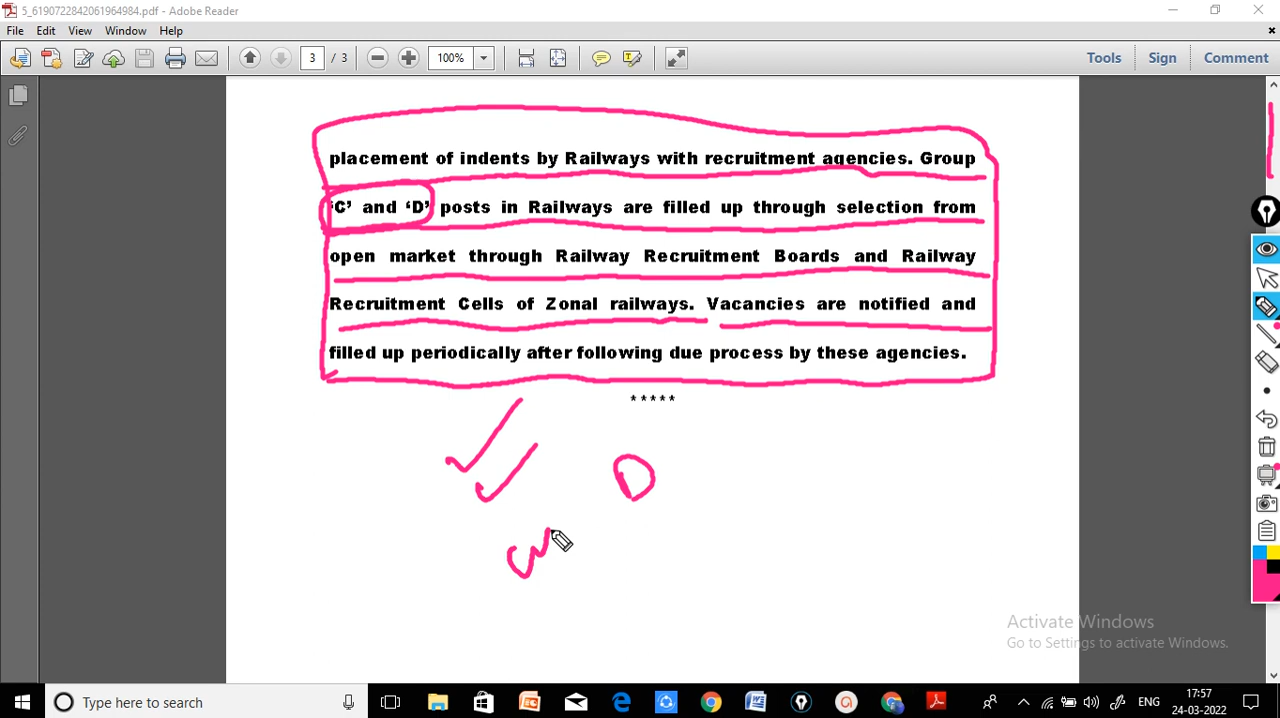 5_6190722842061964984.pdf - Adobe Reader
File Edit View Window Help
3 / 3 100% Tools Sign Comment
placement of indents by Railways with recruitment agencies. Group
‘C’ and ‘D’ posts in Railways are filled up through selection from
open market through Railway Recruitment Boards and Railway
Recruitment Cells of Zonal railways. Vacancies are notified and
filled up periodically after following due process by these agencies.
*****
D
Activate Windows
Go to Settings to activate Windows.
Type here to search
ENG
17:57
24-03-2022